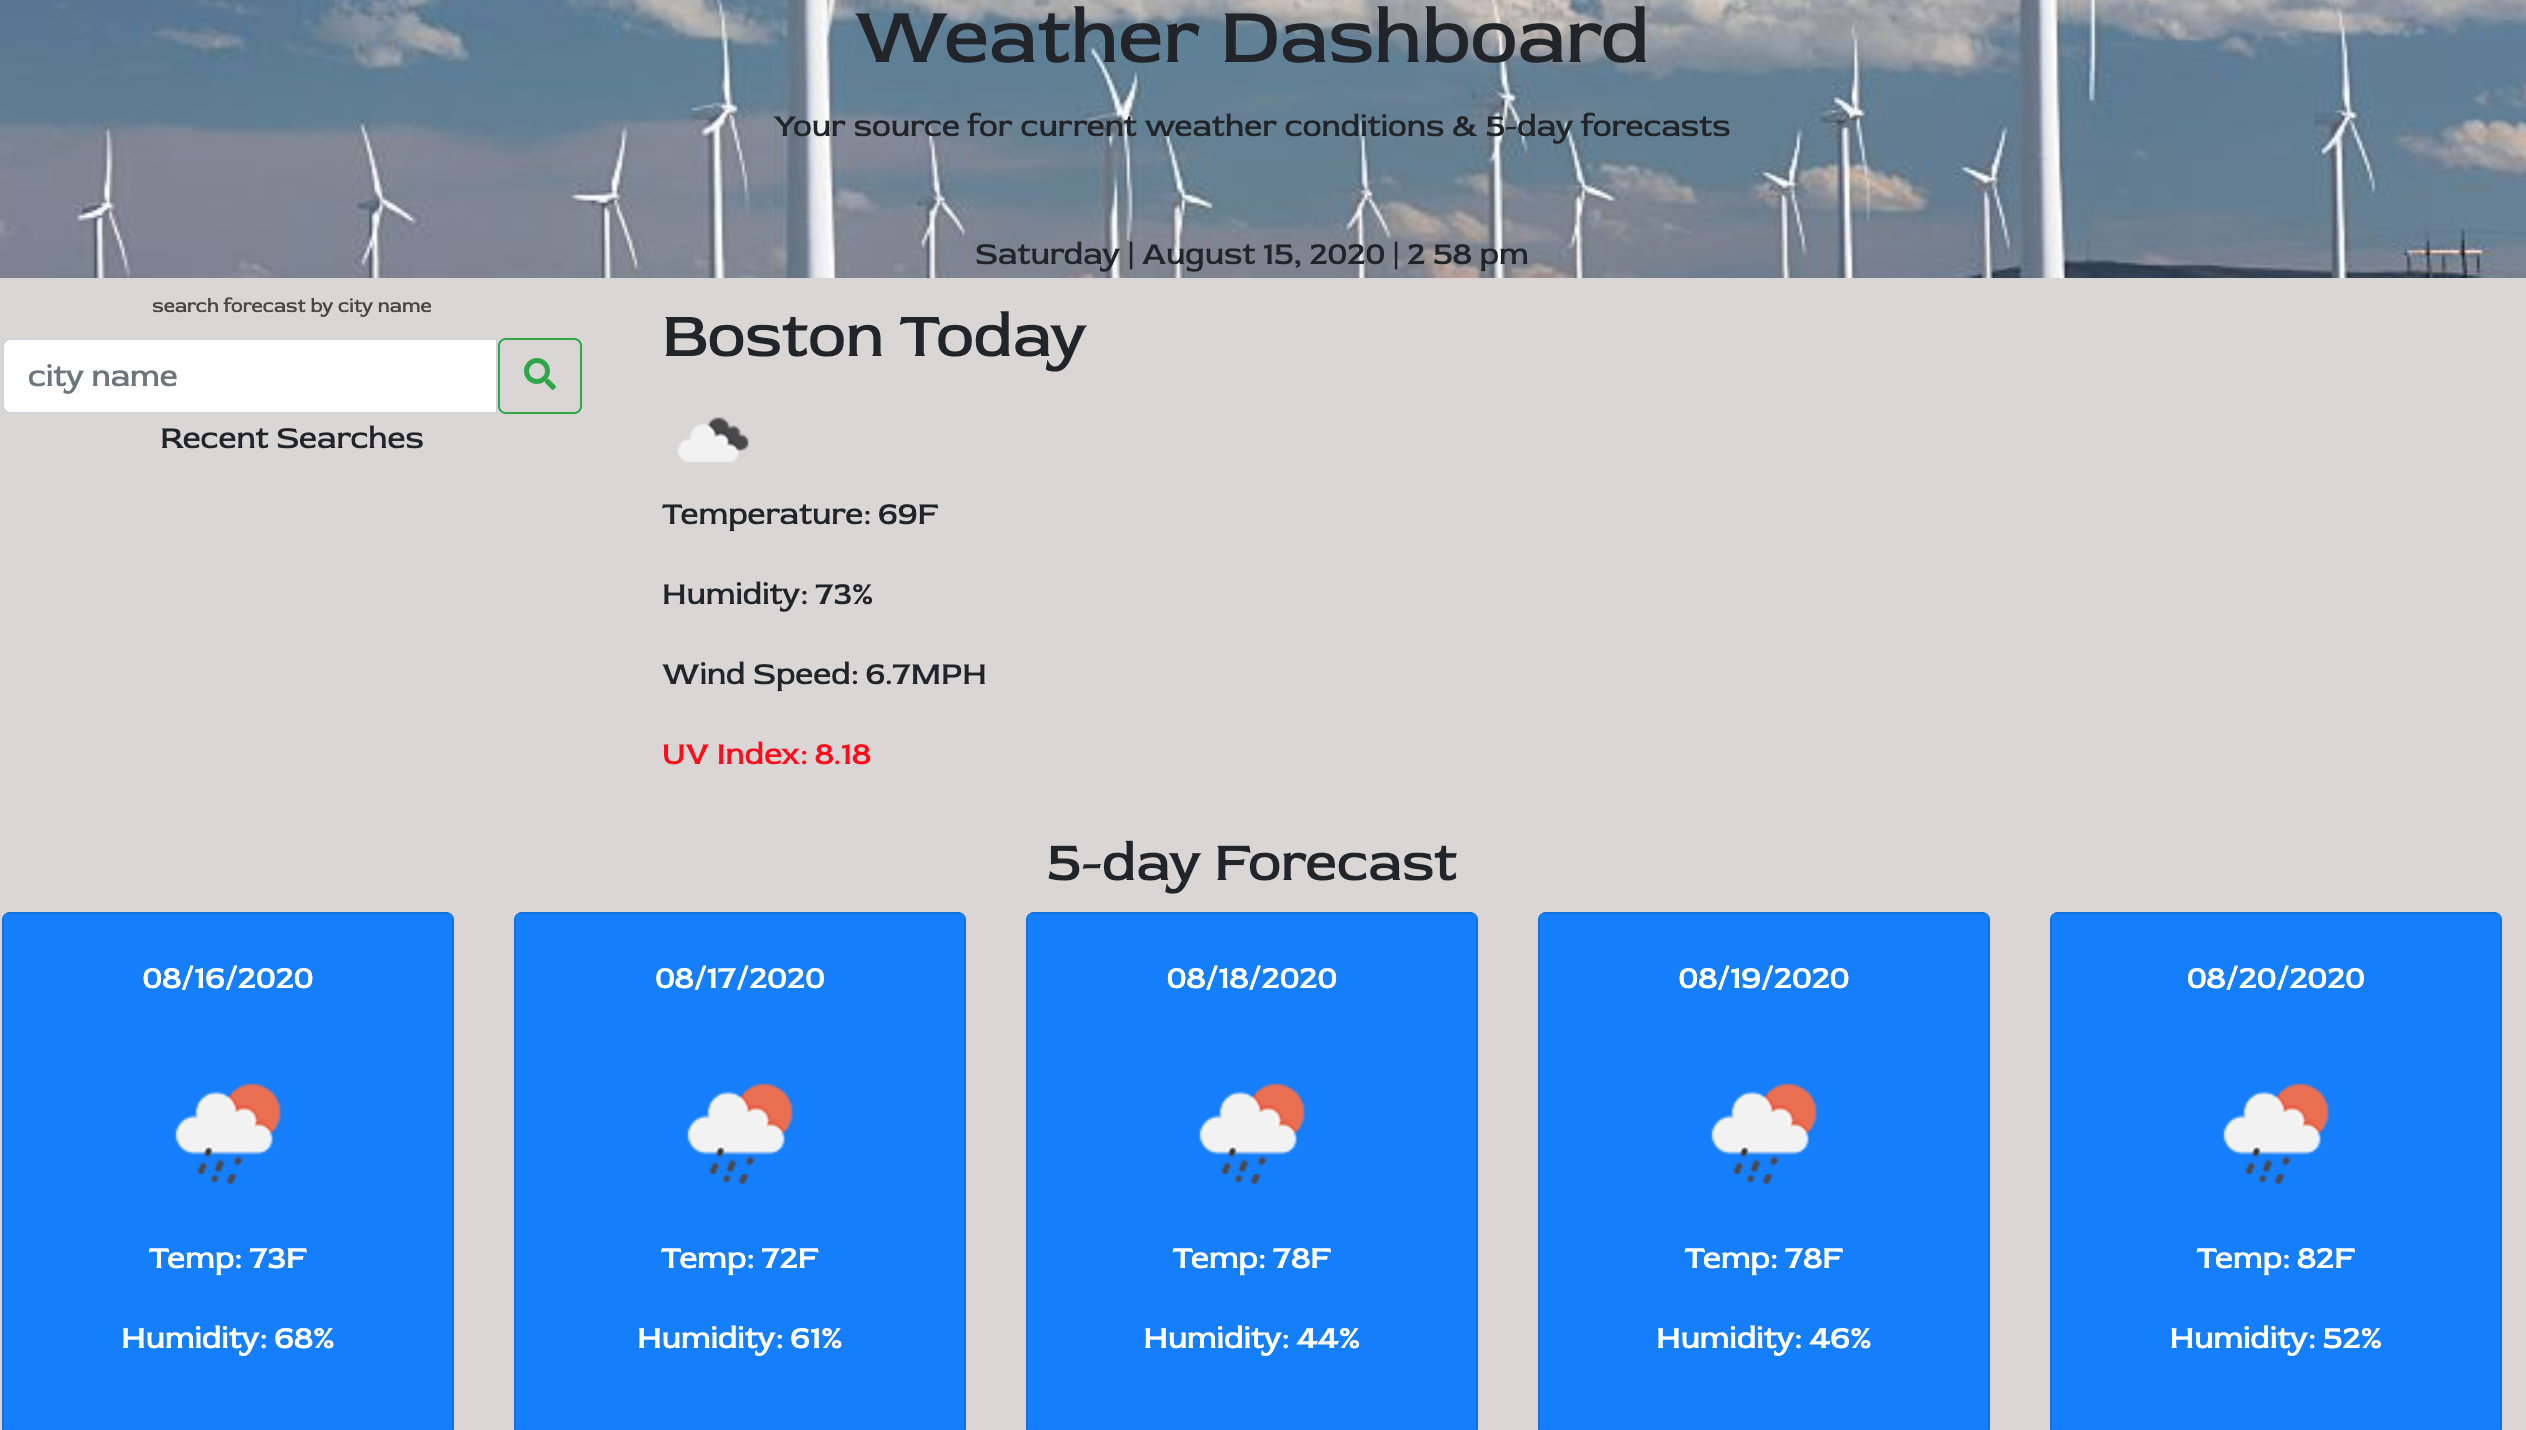 Weather Dashboard
Your source for current weather conditions & 5-day forecasts
Saturday | August 15, 2020 | 2 58 pm
search forecast by city name
city name
Recent Searches
Boston Today
Temperature: 69F
Humidity: 73%
Wind Speed: 6.7MPH
UV Index: 8.18
5-day Forecast
08/16/2020
Temp: 73F
Humidity: 68%
08/17/2020
Temp: 72F
Humidity: 61%
08/18/2020
Temp: 78F
Humidity: 44%
08/19/2020
Temp: 78F
Humidity: 46%
08/20/2020
Temp: 82F
Humidity: 52%